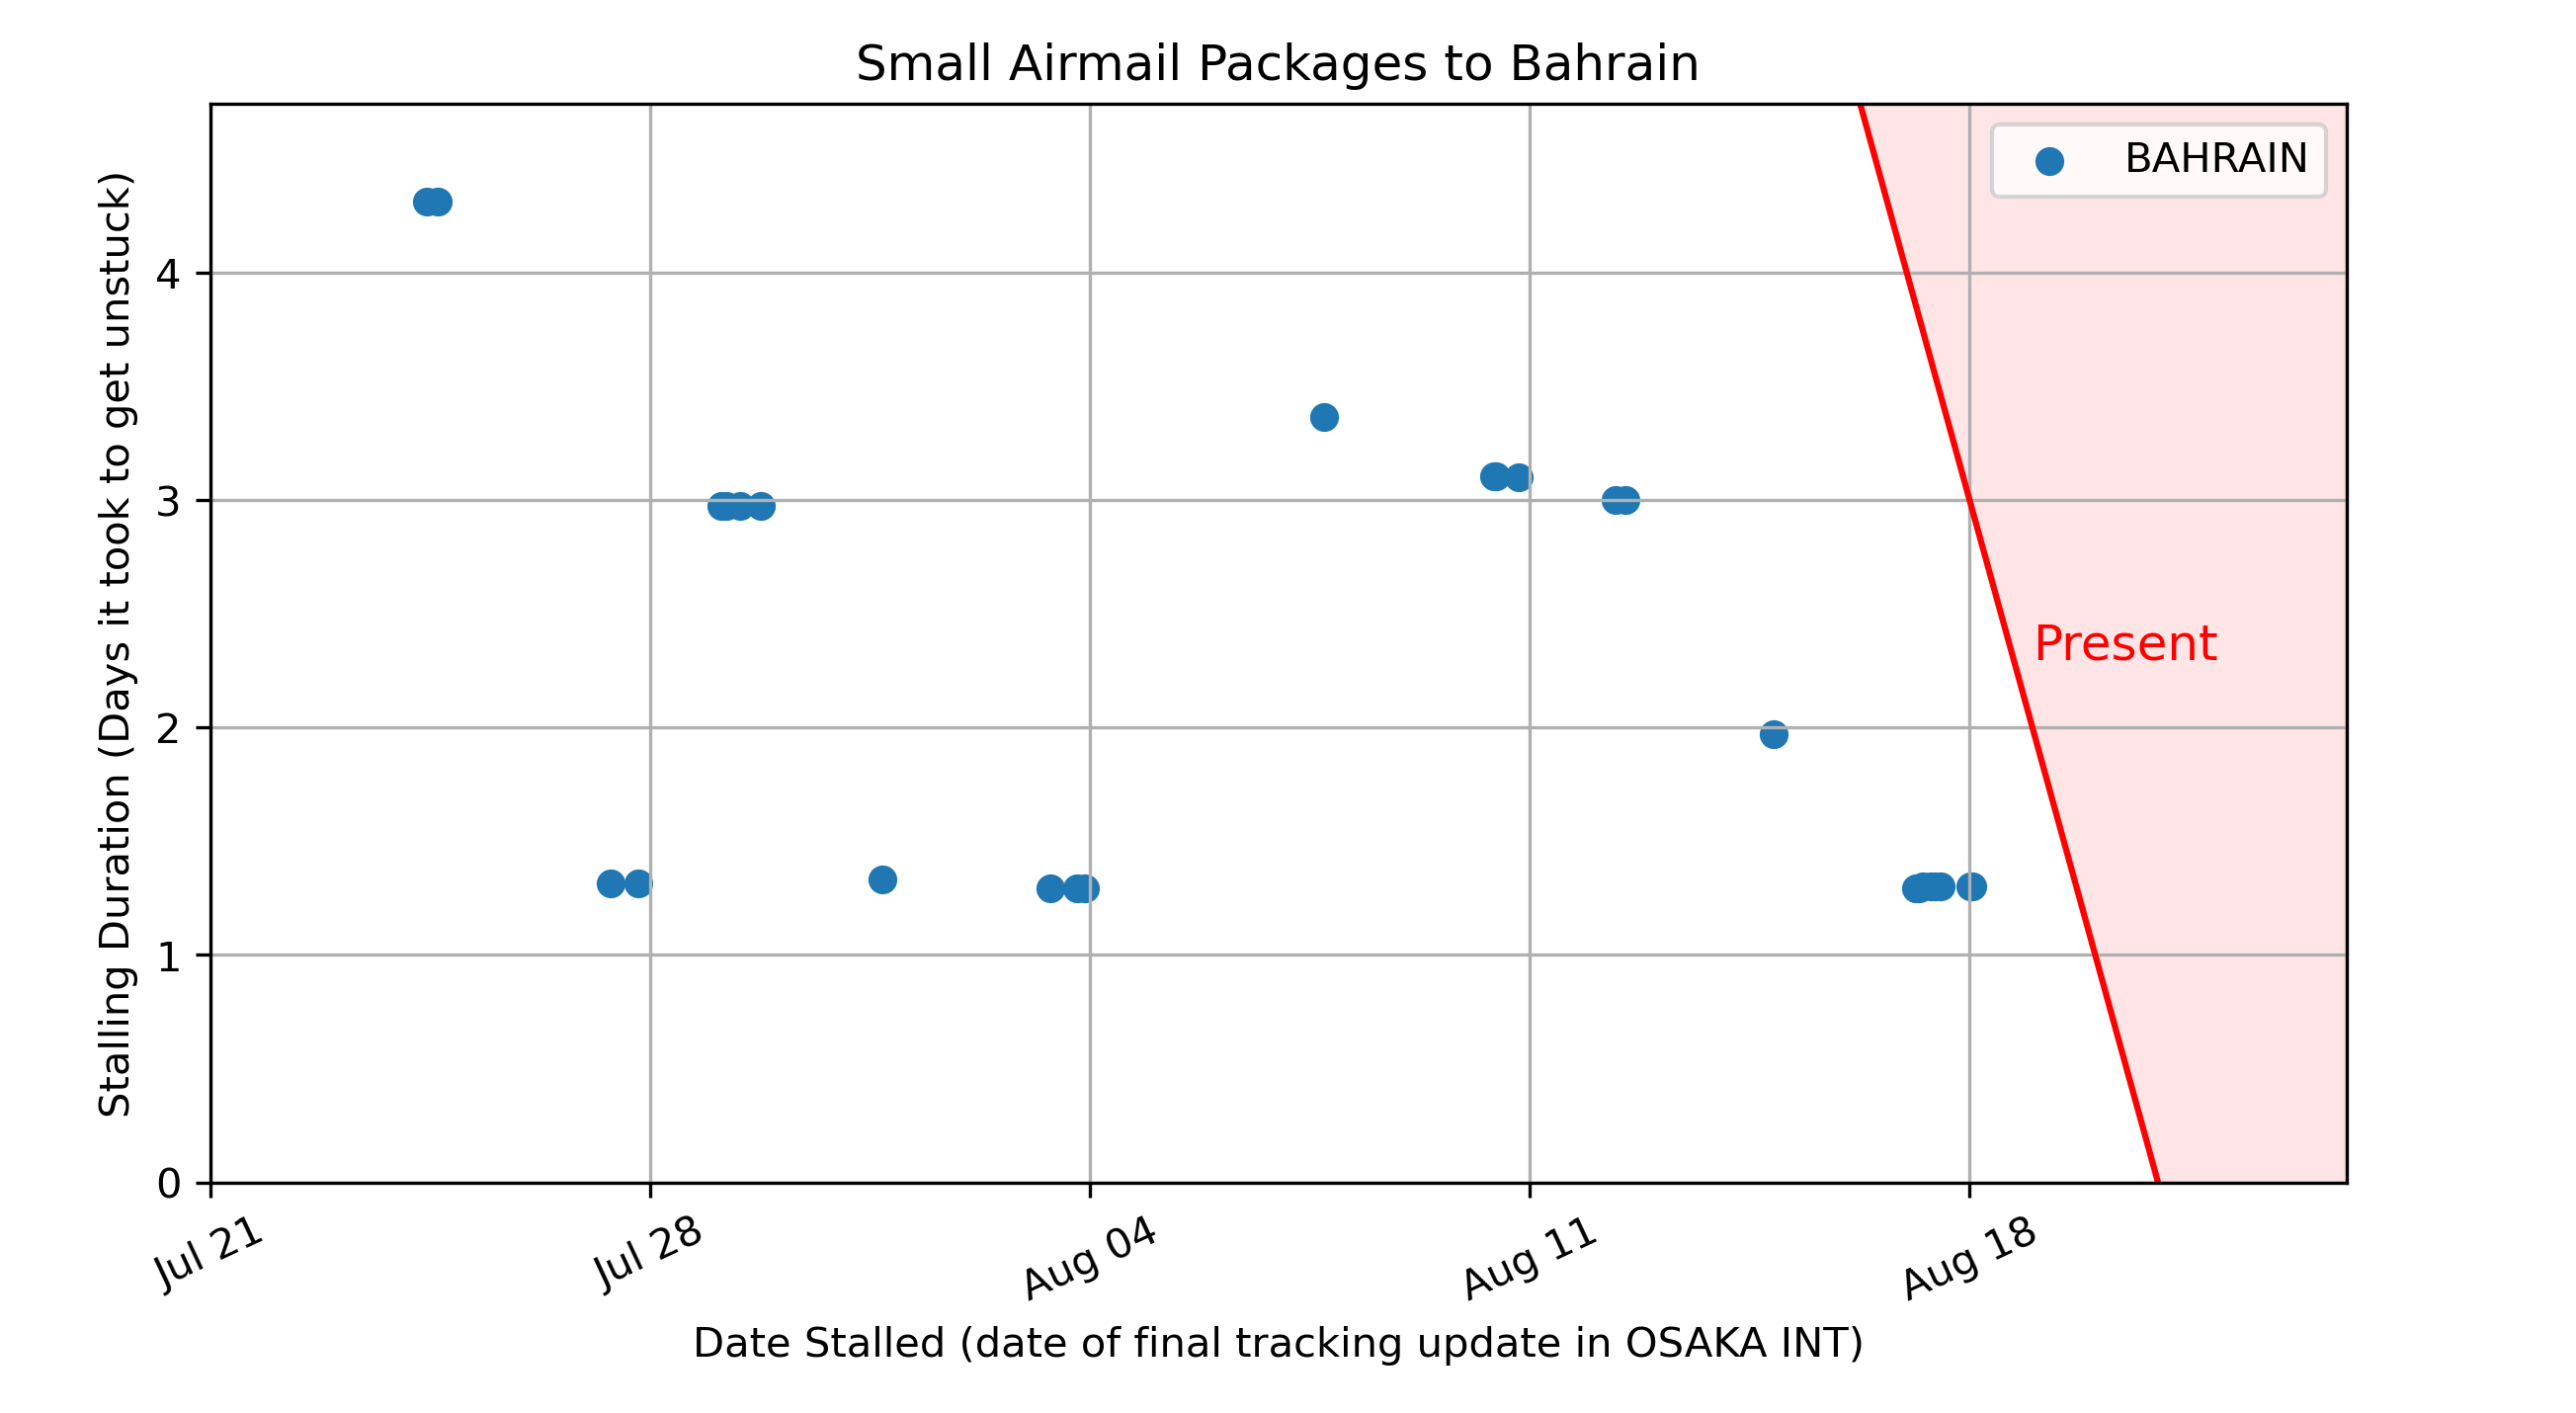 Small Airmail Packages to Bahrain
BAHRAIN
Stalling Duration (Days it took to get unstuck)
4
3
2
1
0
Present
Jul 21
Jul 28
Aug 04
Aug 11
Aug 18
Date Stalled (date of final tracking update in OSAKA INT)